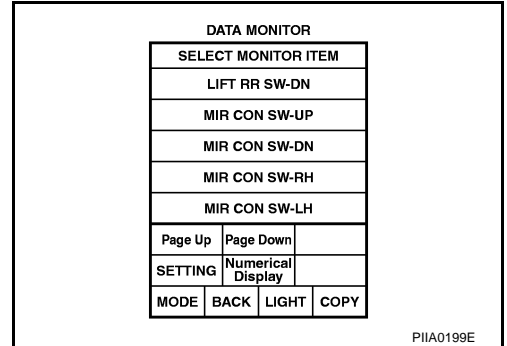 DATA MONITOR
SELECT MONITOR ITEM
LIFT RR SW-DN
MIR CON SW-UP
MIR CON SW-DN
MIR CON SW-RH
MIR CON SW-LH
Page Up Page Down
SETTING Numerical Display
MODE BACK LIGHT COPY
PIIA0199E